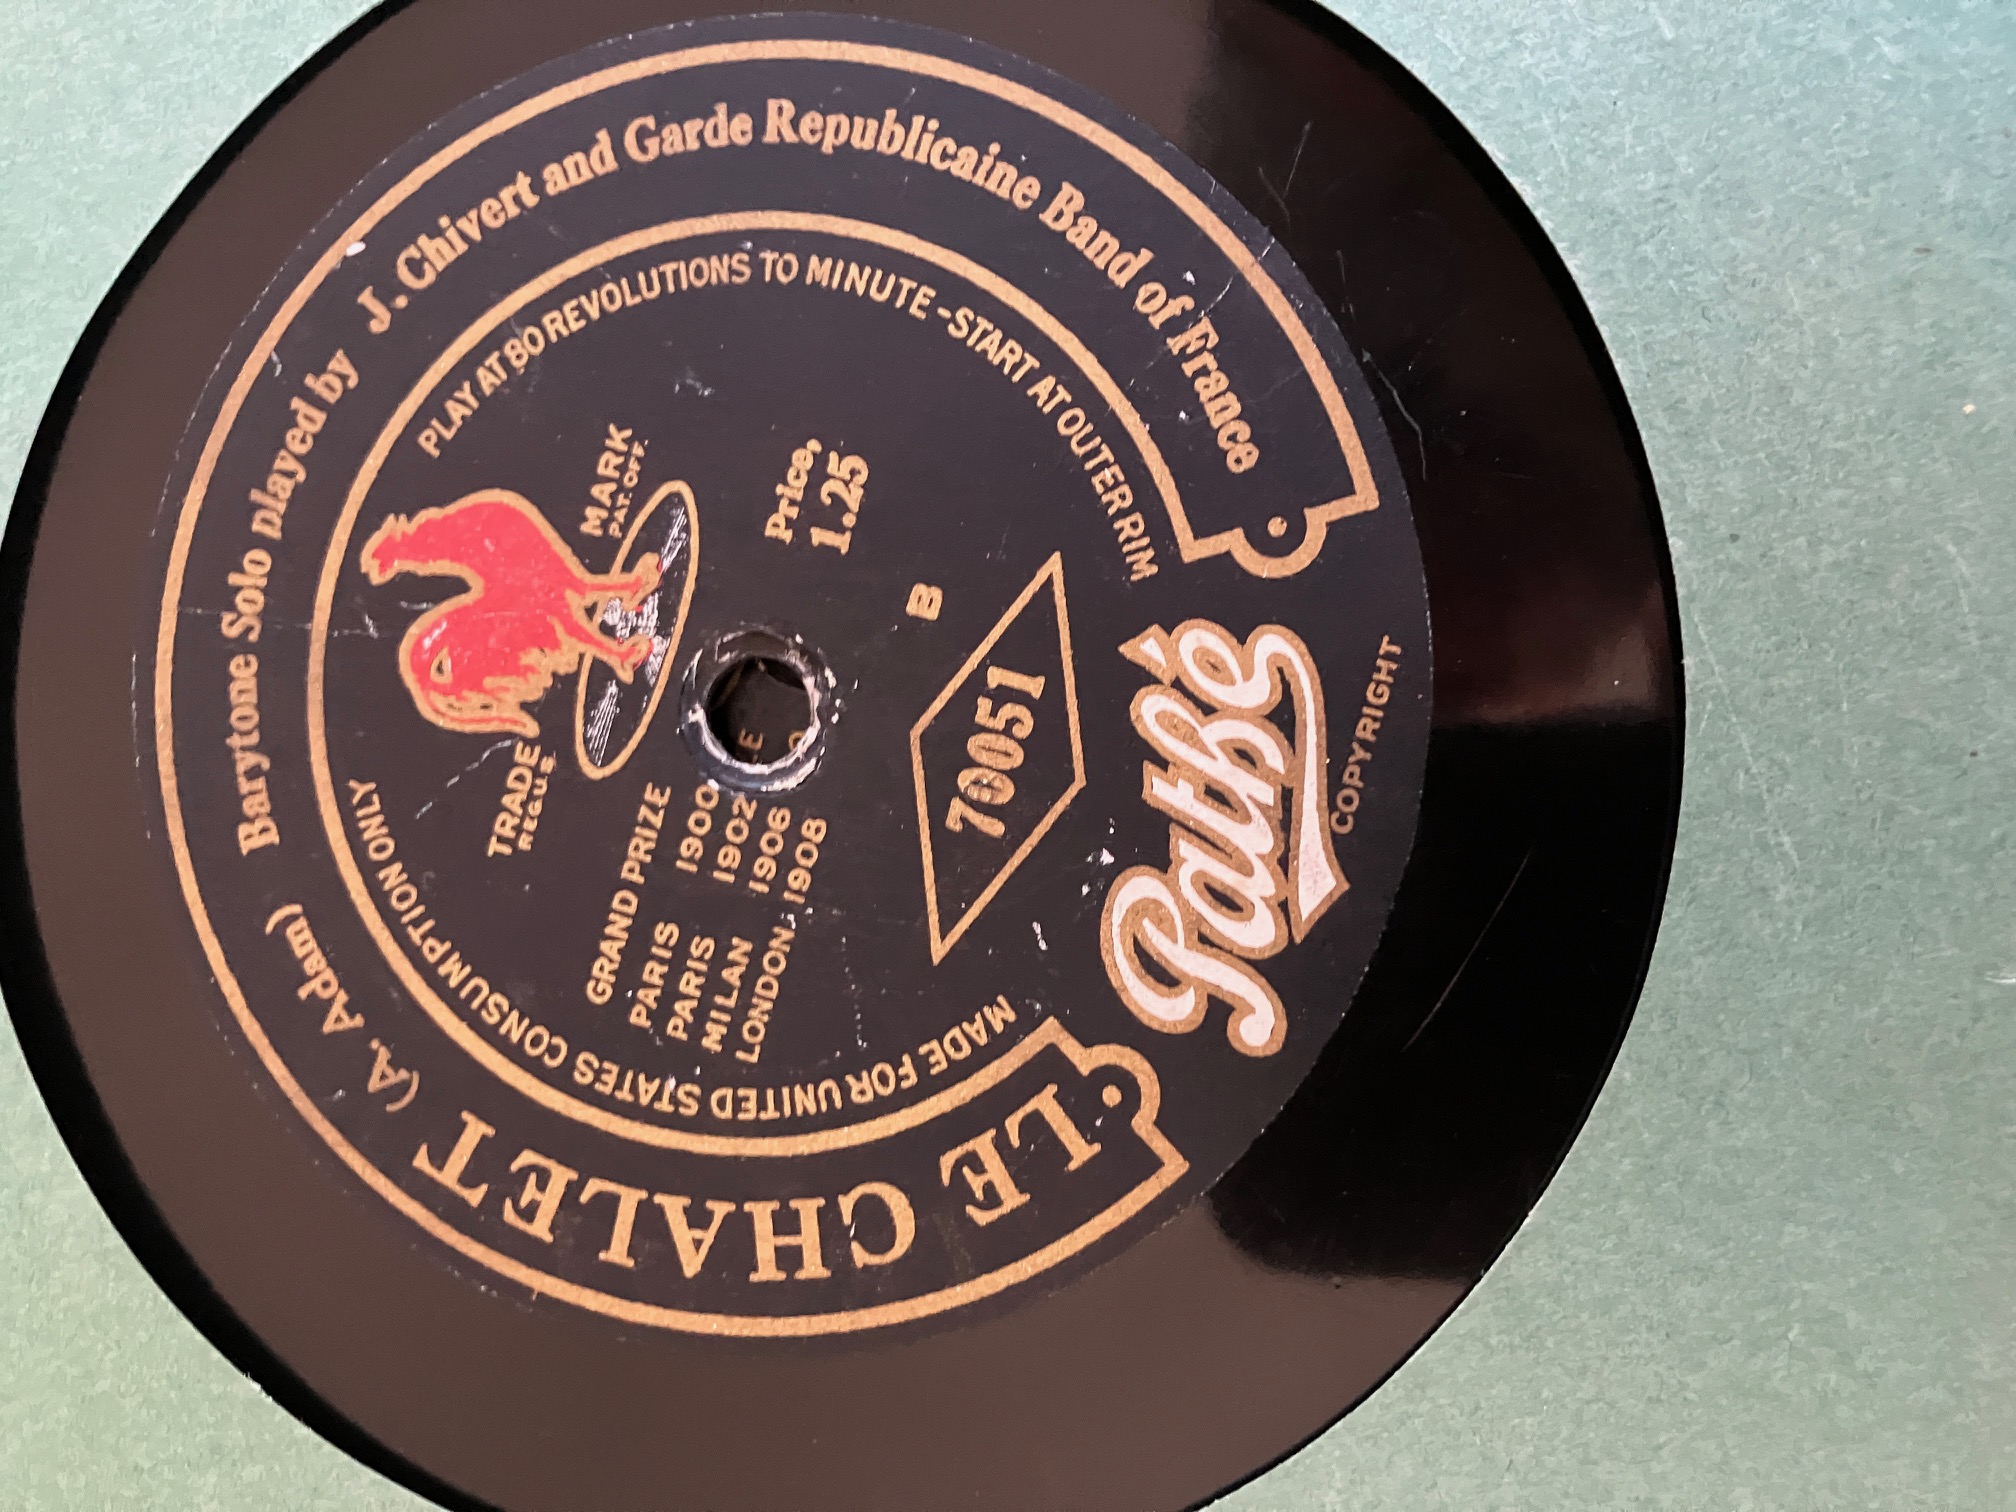 Pathé
COPYRIGHT
LE CHALET (A. Adam) Barytone Solo played by J. Chivert and Garde Republicaine Band of France
MADE FOR UNITED STATES CONSUMPTION ONLY
PLAY AT 80 REVOLUTIONS TO MINUTE - START AT OUTER RIM
TRADE MARK
REG. U.S. PAT. OFF.
GRAND PRIZE
PARIS 1900
PARIS 1902
MILAN 1906
LONDON. 1908
Price,
1.25
B
70051